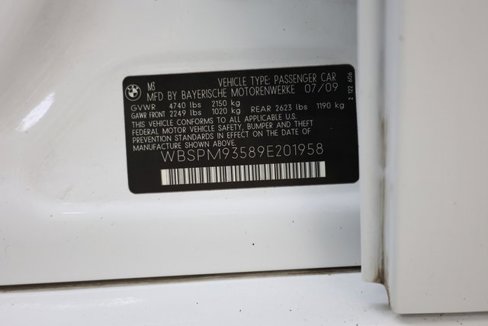 BMW
MS
VEHICLE TYPE: PASSENGER CAR
MFD BY BAYERISCHE MOTORENWERKE 07/09
GVWR 4740 lbs 2150 kg
GAWR FRONT 2249 lbs 1020 kg REAR 2623 lbs 1190 kg
THIS VEHICLE CONFORMS TO ALL APPLICABLE U.S.
FEDERAL MOTOR VEHICLE SAFETY, BUMPER AND THEFT
PREVENTION STANDARDS IN EFFECT ON THE DATE OF
MANUFACTURE SHOWN ABOVE.
WBSPM93589E201958